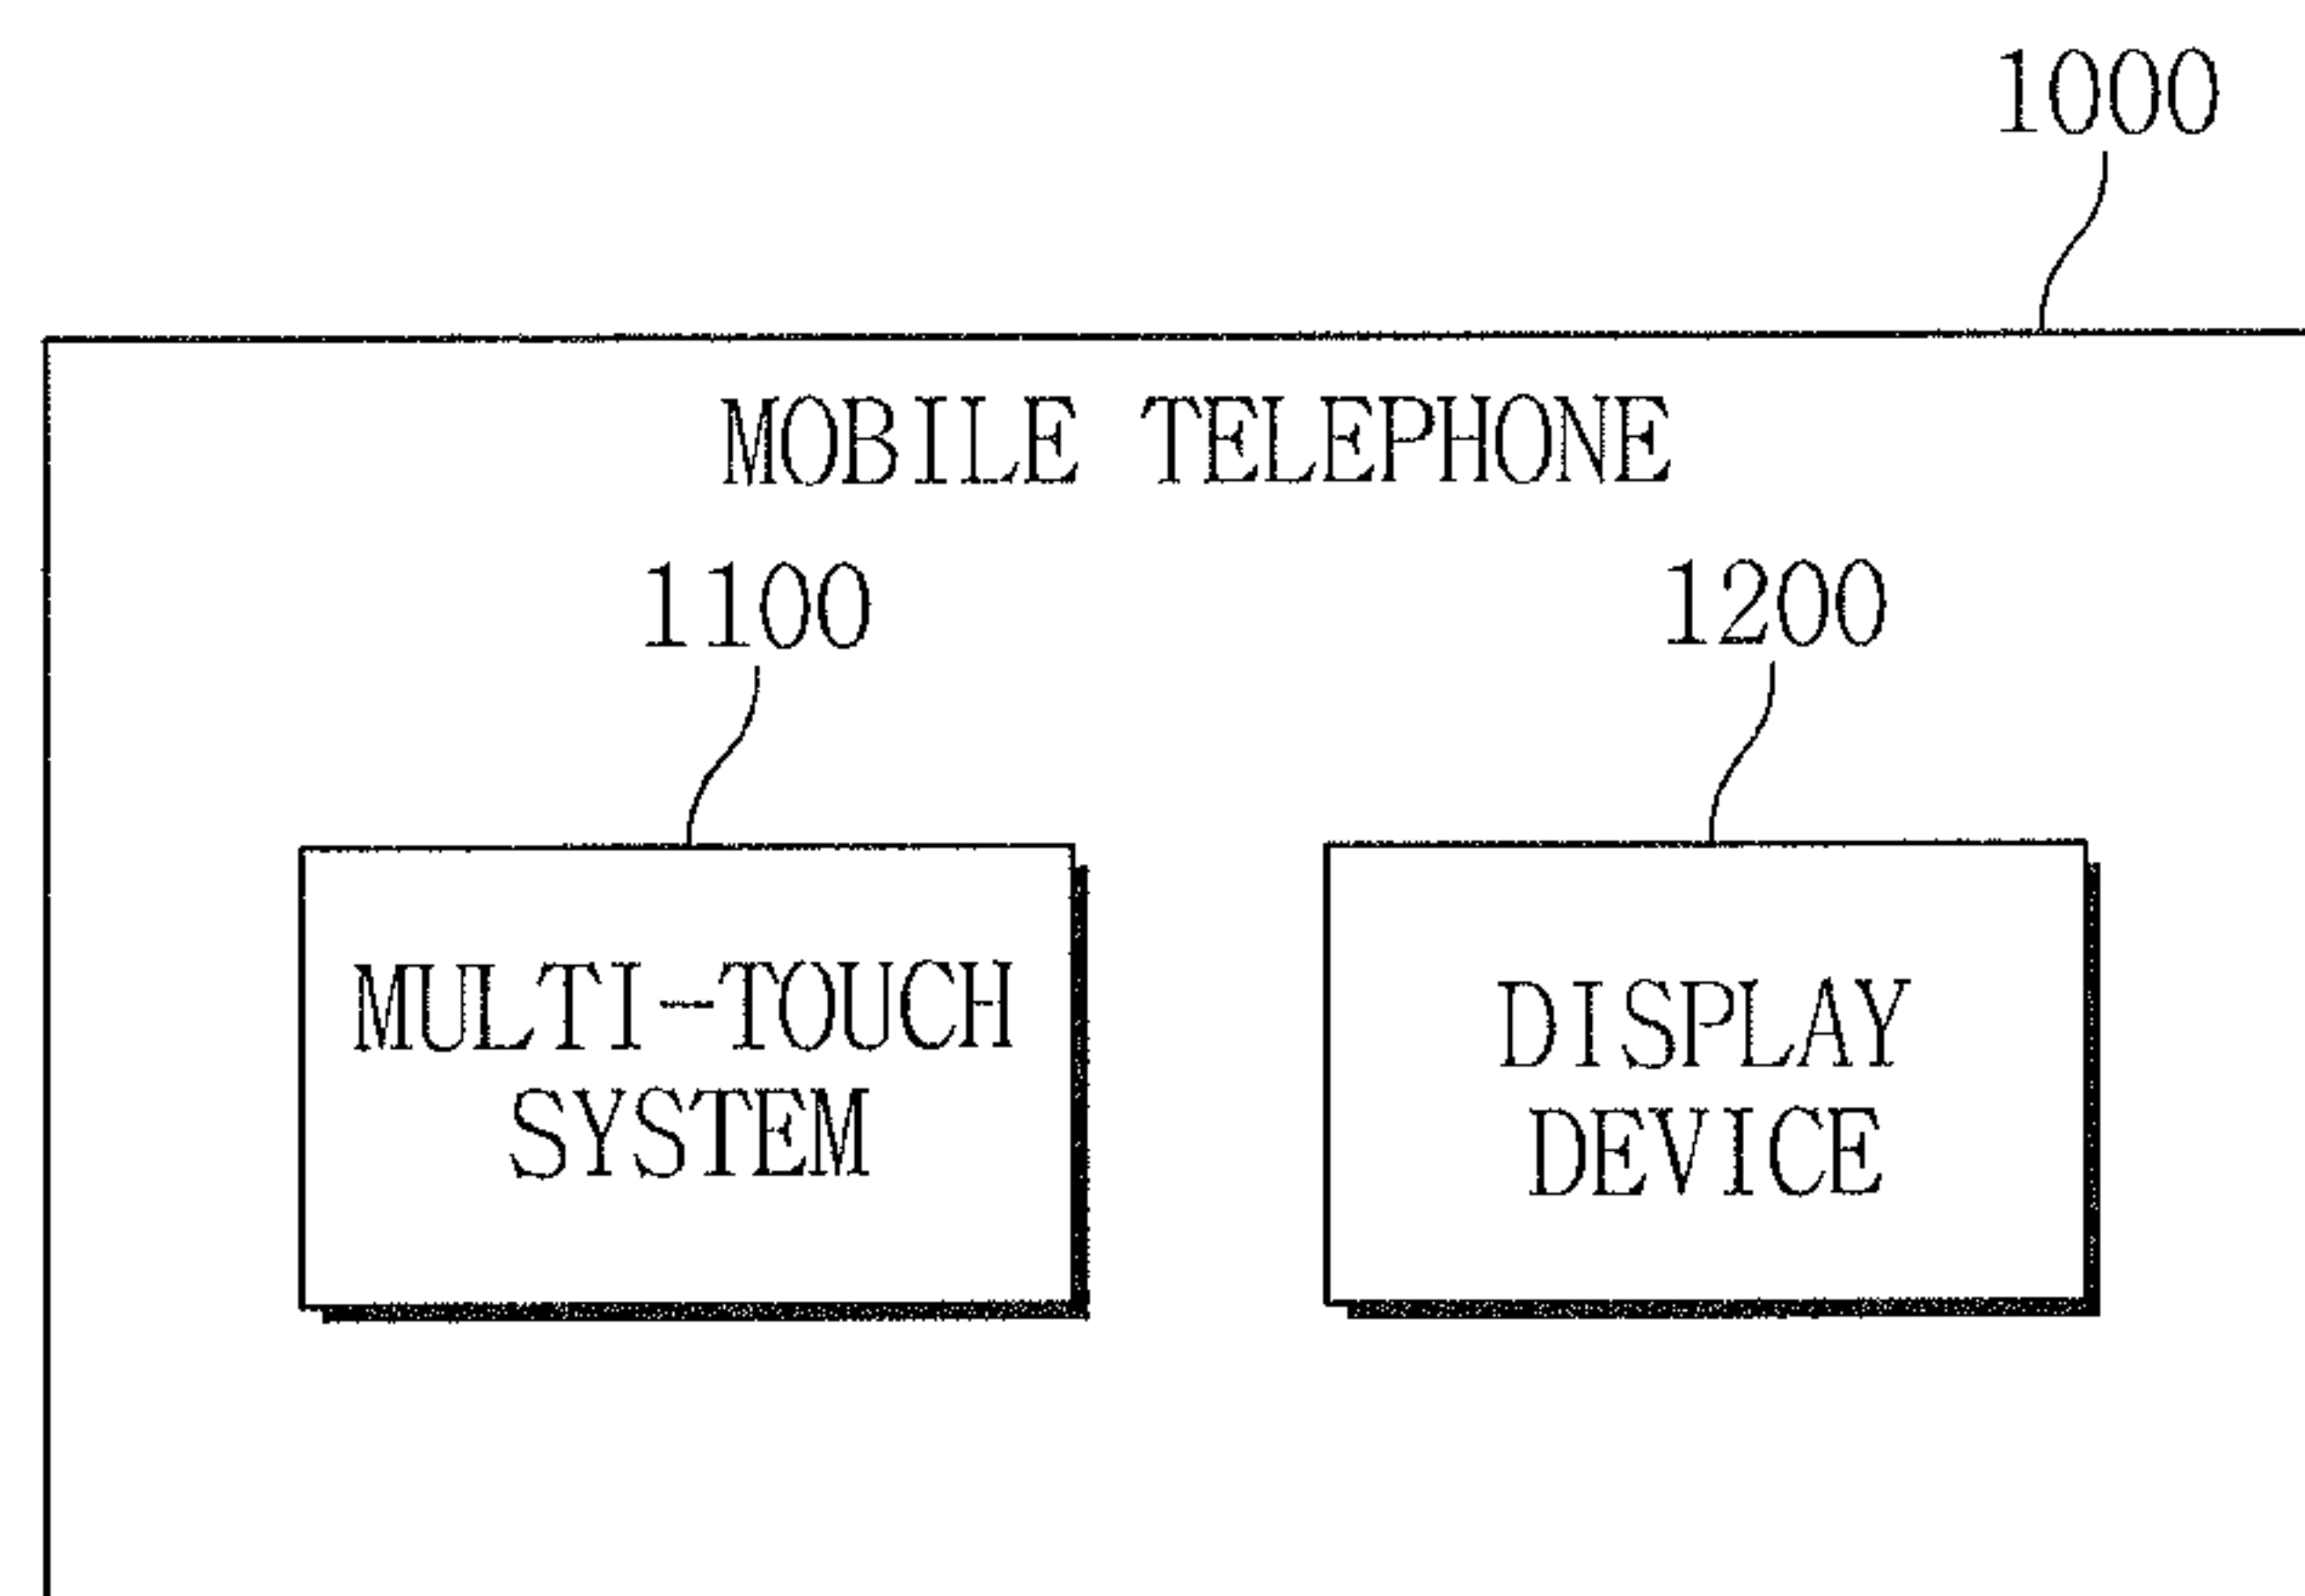 1000
MOBILE TELEPHONE
1100
1200
MULTI-TOUCH
SYSTEM
DISPLAY
DEVICE